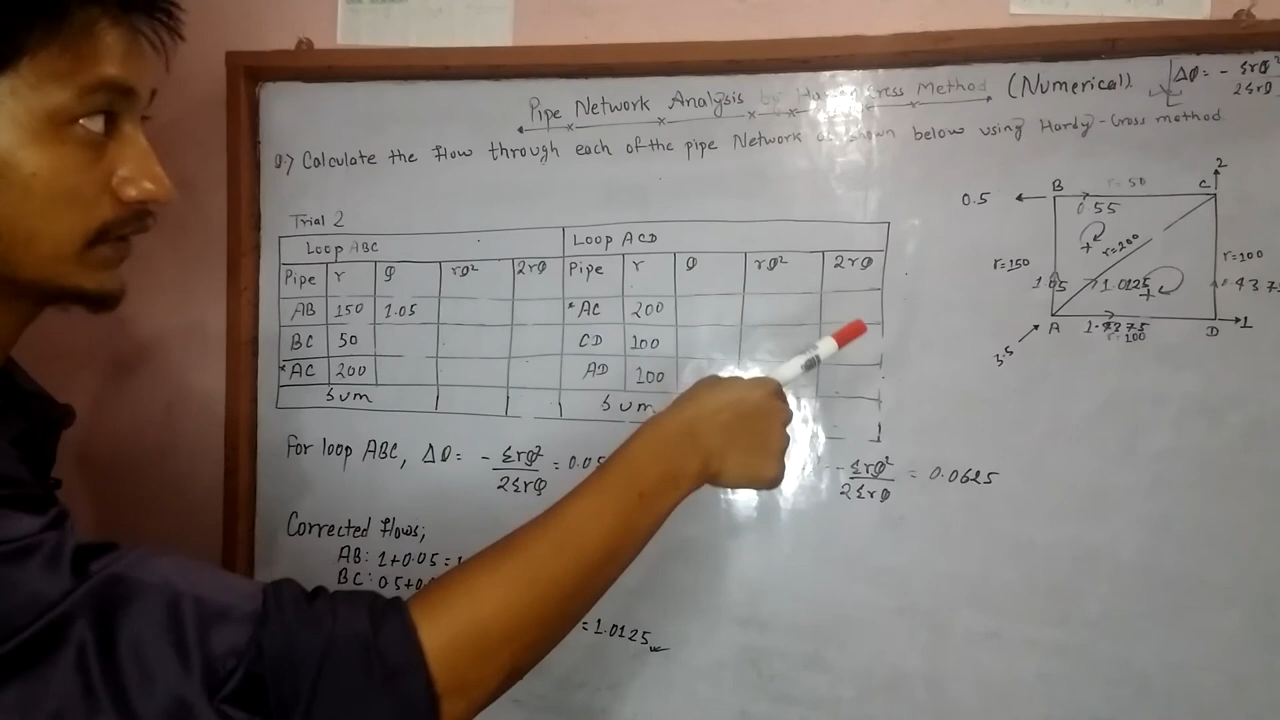 Pipe Network Analysis by Cross Method (Numerical).
ΔQ = - ΣrQ²
2ΣrQ
Q.7 Calculate the flow through each of the pipe Network as shown below using Hardy-Cross method.
Trial 2
Loop ABC Loop ACD
Pipe r Q rQ² 2rQ Pipe r Q rQ² 2rQ
AB 150 1.05 *AC 200
BC 50 CD 100
*AC 200 AD 100
Sum Sum
For loop ABC, ΔQ = - ΣrQ² / 2ΣrQ = 0.05
- ΣrQ² / 2ΣrQ = 0.0625
Corrected flows;
AB: 1+0.05 =
BC: 0.5+0.
= 1.0125
2
B r = 50 C
0.5 0.55
+
r=200
r=150 r=100
1.05 1.0125 + .4375
A 1.4375 D 1
r=100
3.5